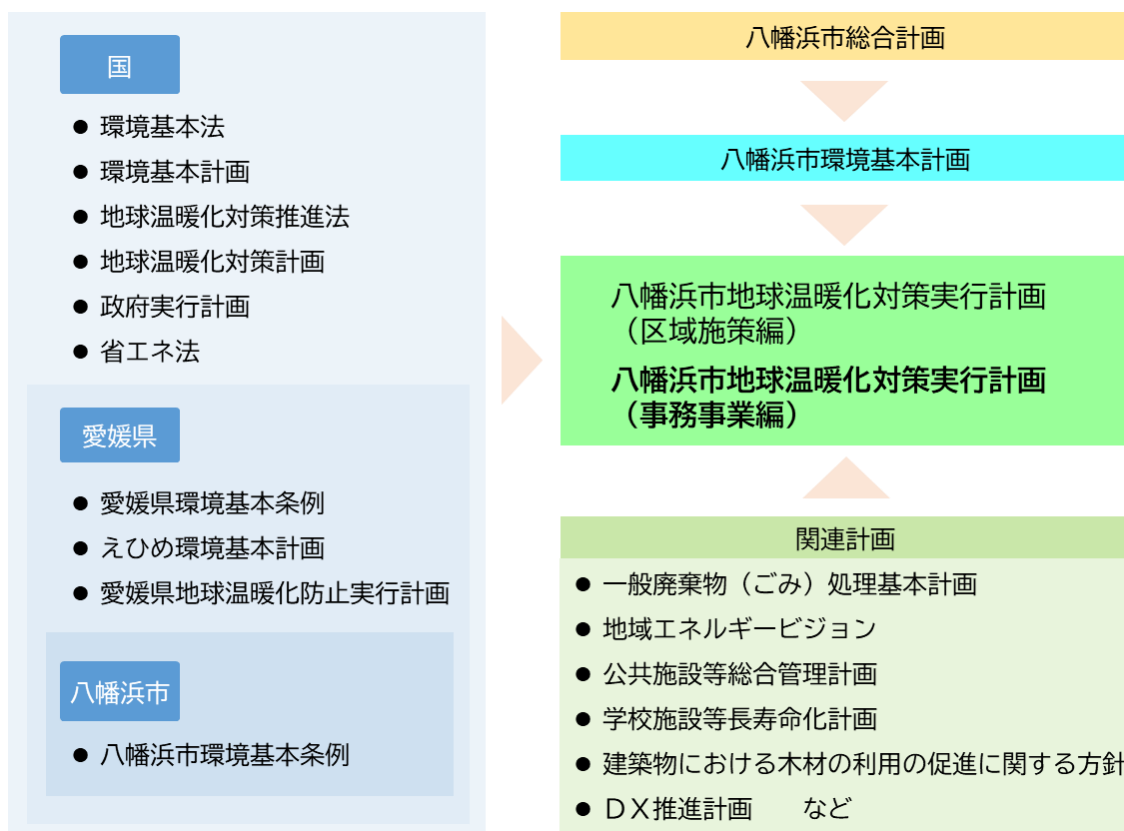 国
● 環境基本法
● 環境基本計画
● 地球温暖化対策推進法
● 地球温暖化対策計画
● 政府実行計画
● 省エネ法
愛媛県
● 愛媛県環境基本条例
● えひめ環境基本計画
● 愛媛県地球温暖化防止実行計画
八幡浜市
● 八幡浜市環境基本条例
八幡浜市総合計画
八幡浜市環境基本計画
八幡浜市地球温暖化対策実行計画
（区域施策編）
八幡浜市地球温暖化対策実行計画
（事務事業編）
関連計画
● 一般廃棄物（ごみ）処理基本計画
● 地域エネルギービジョン
● 公共施設等総合管理計画
● 学校施設等長寿命化計画
● 建築物における木材の利用の促進に関する方針
● ＤＸ推進計画　　など